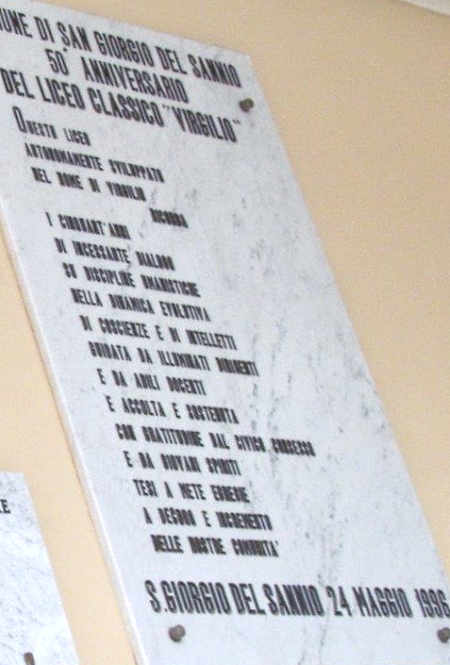 UNE DI SAN GIORGIO DEL SANNIO
50° ANNIVERSARIO
DEL LICEO CLASSICO "VIRGILIO"
QUESTO LICEO
AUTONOMAMENTE SVILUPPATO
NEL NOME DI VIRGILIO
RICORDA
I CINQUANT'ANNI
DI INCESSANTE DIALOGO
SU DISCIPLINE UMANISTICHE
NELLA DINAMICA EVOLUTIVA
DI COSCIENZE E DI INTELLETTI
GUIDATA DA ILLUMINATI DIRIGENTI
E DA ABILI DOCENTI
E ACCOLTA E SOSTENUTA
CON GRATITUDINE DAL CIVICO CONSESSO
E DA GIOVANI SPIRITI
TESI A METE EGREGIE
A DECORO E INCREMENTO
DELLE NOSTRE COMUNITA'
S. GIORGIO DEL SANNIO 24 MAGGIO 1996